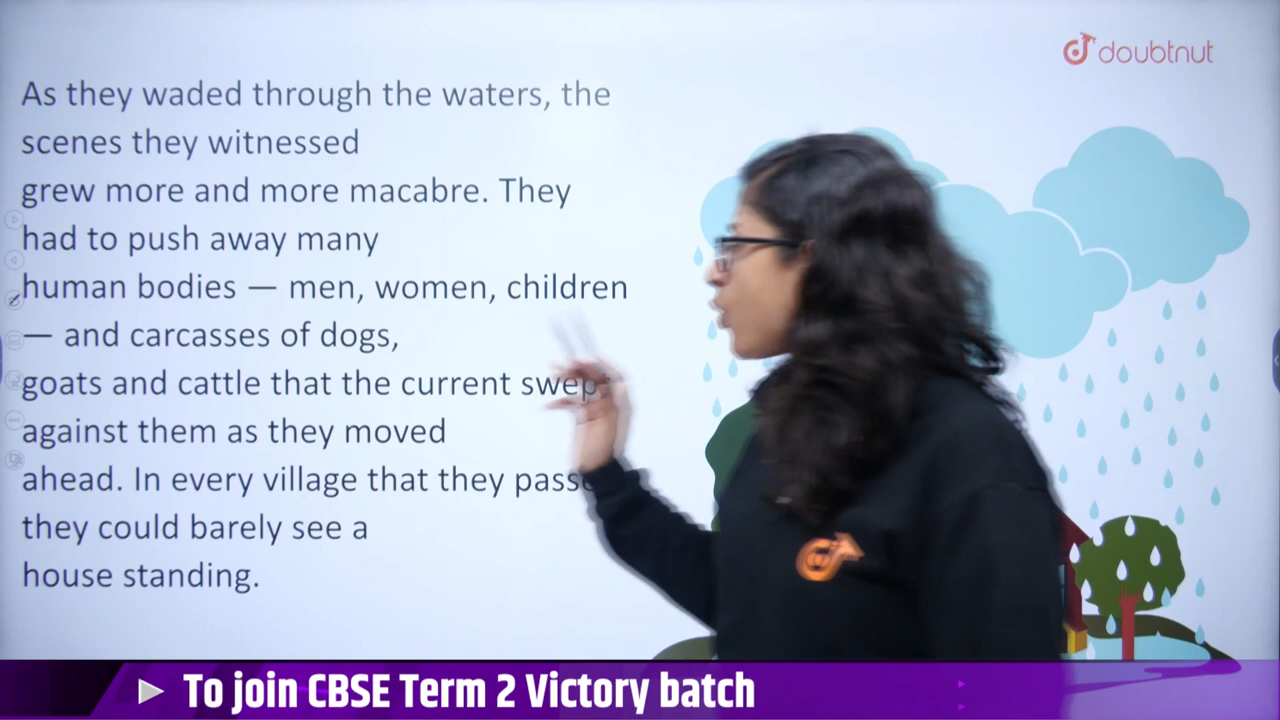 doubtnut
As they waded through the waters, the
scenes they witnessed
grew more and more macabre. They
had to push away many
human bodies — men, women, children
— and carcasses of dogs,
goats and cattle that the current swept
against them as they moved
ahead. In every village that they
they could barely see a
house standing.
To join CBSE Term 2 Victory batch